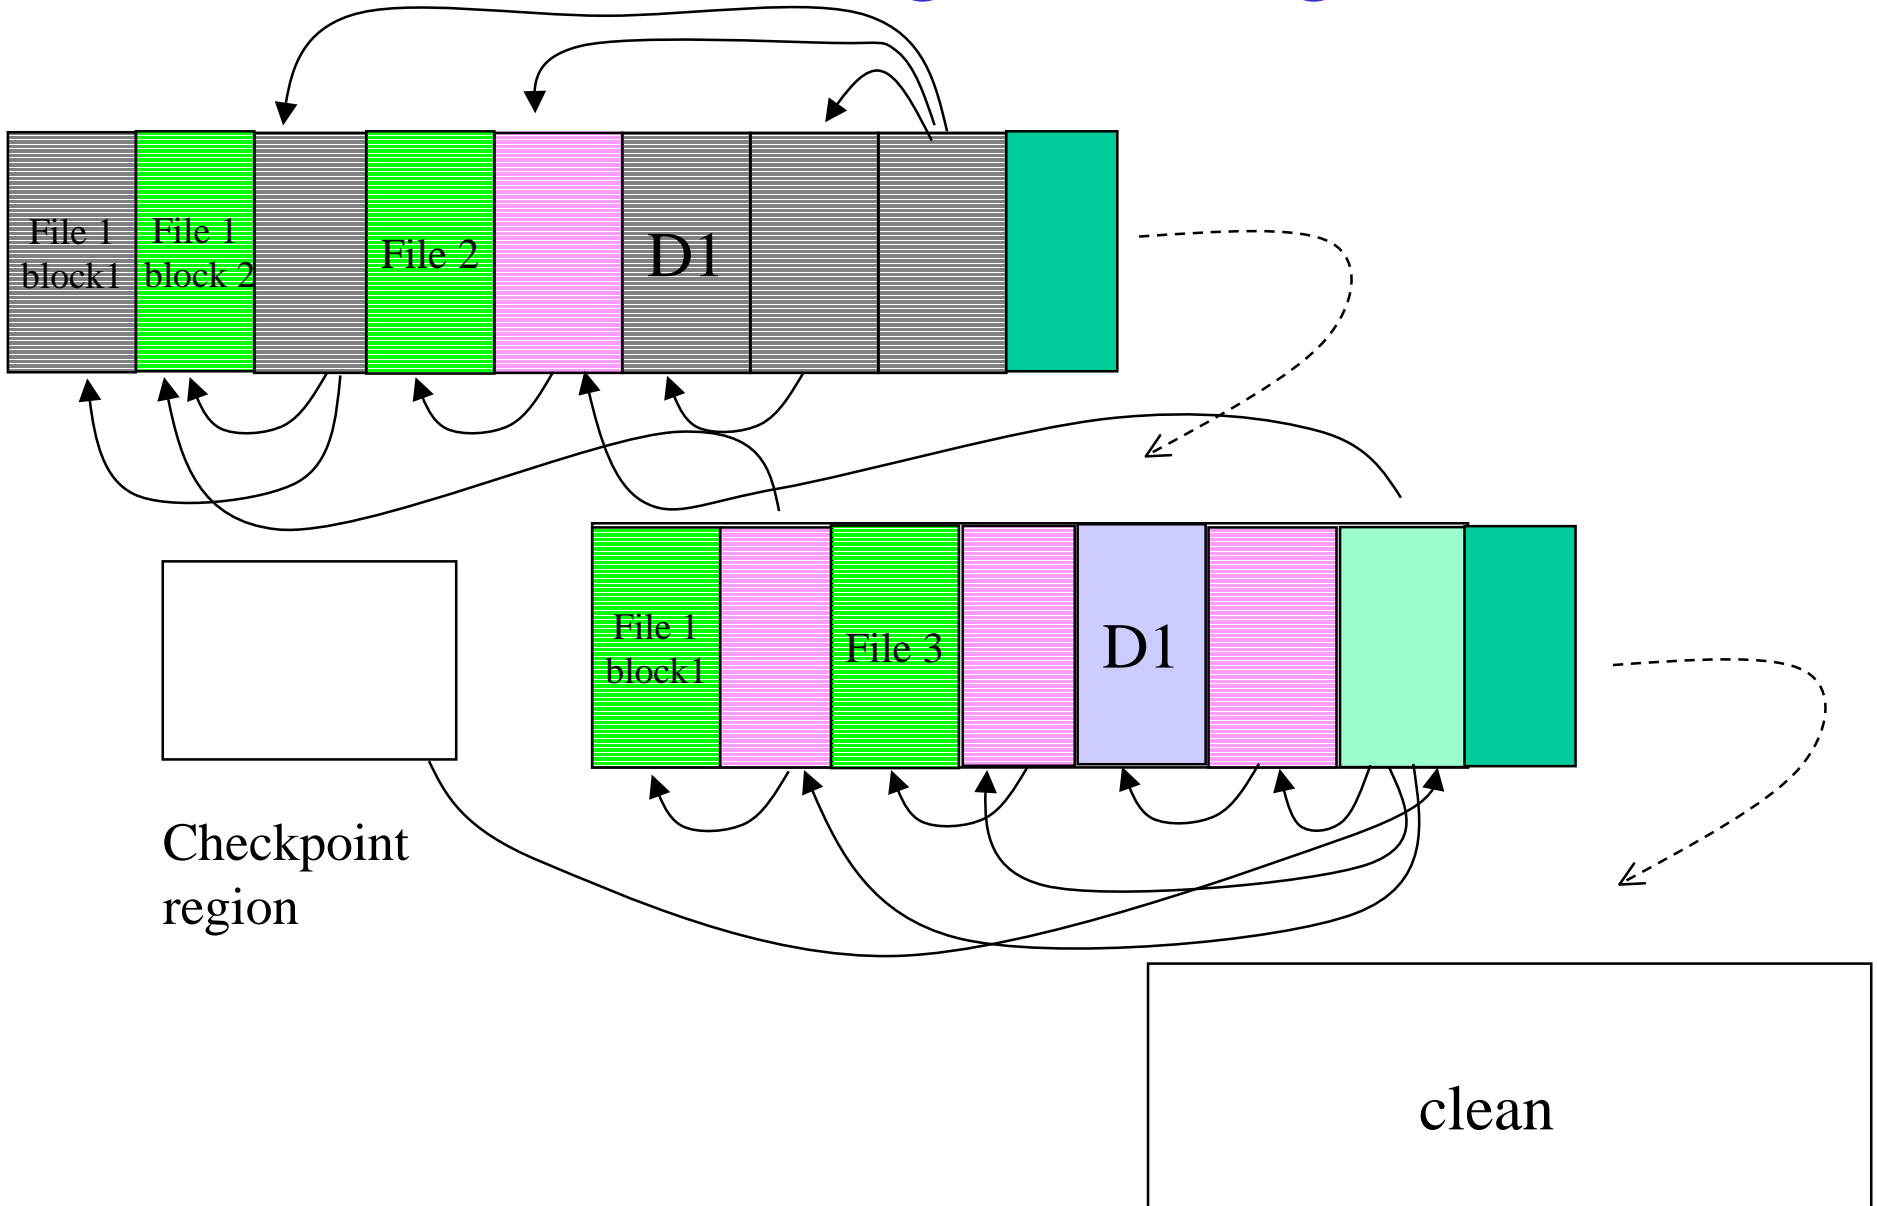 File 1
block1
File 1
block 2
File 2
D1
File 1
block1
File 3
D1
Checkpoint
region
clean